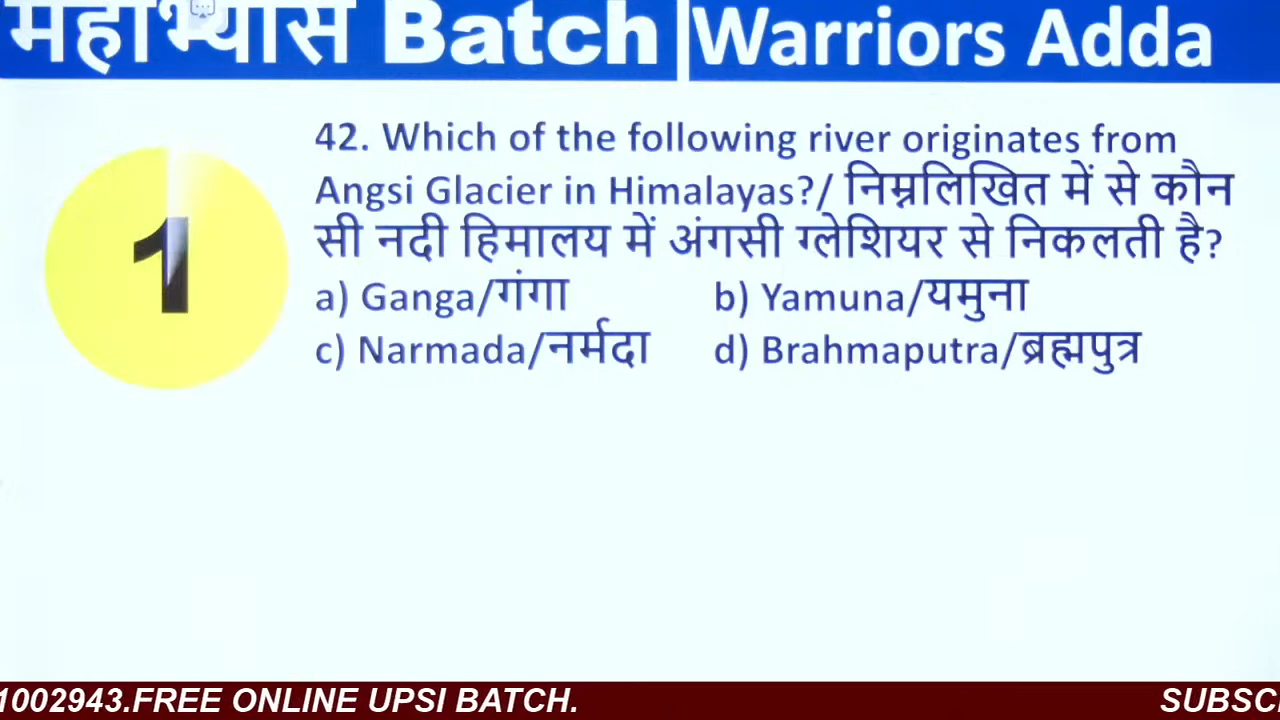 महाभ्यास Batch Warriors Adda
42. Which of the following river originates from
Angsi Glacier in Himalayas?/ निम्नलिखित में से कौन
सी नदी हिमालय में अंगसी ग्लेशियर से निकलती है?
a) Ganga/गंगा b) Yamuna/यमुना
c) Narmada/नर्मदा d) Brahmaputra/ब्रह्मपुत्र
1
1002943.FREE ONLINE UPSI BATCH. SUBSC